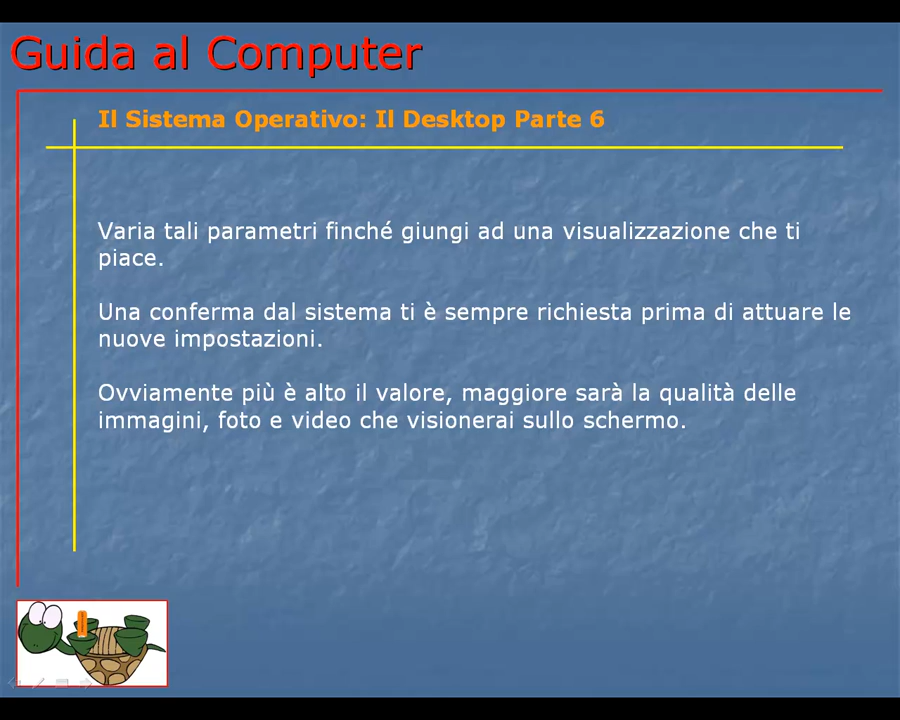 Guida al Computer
Il Sistema Operativo: Il Desktop Parte 6
Varia tali parametri finché giungi ad una visualizzazione che ti
piace.
Una conferma dal sistema ti è sempre richiesta prima di attuare le
nuove impostazioni.
Ovviamente più è alto il valore, maggiore sarà la qualità delle
immagini, foto e video che visionerai sullo schermo.